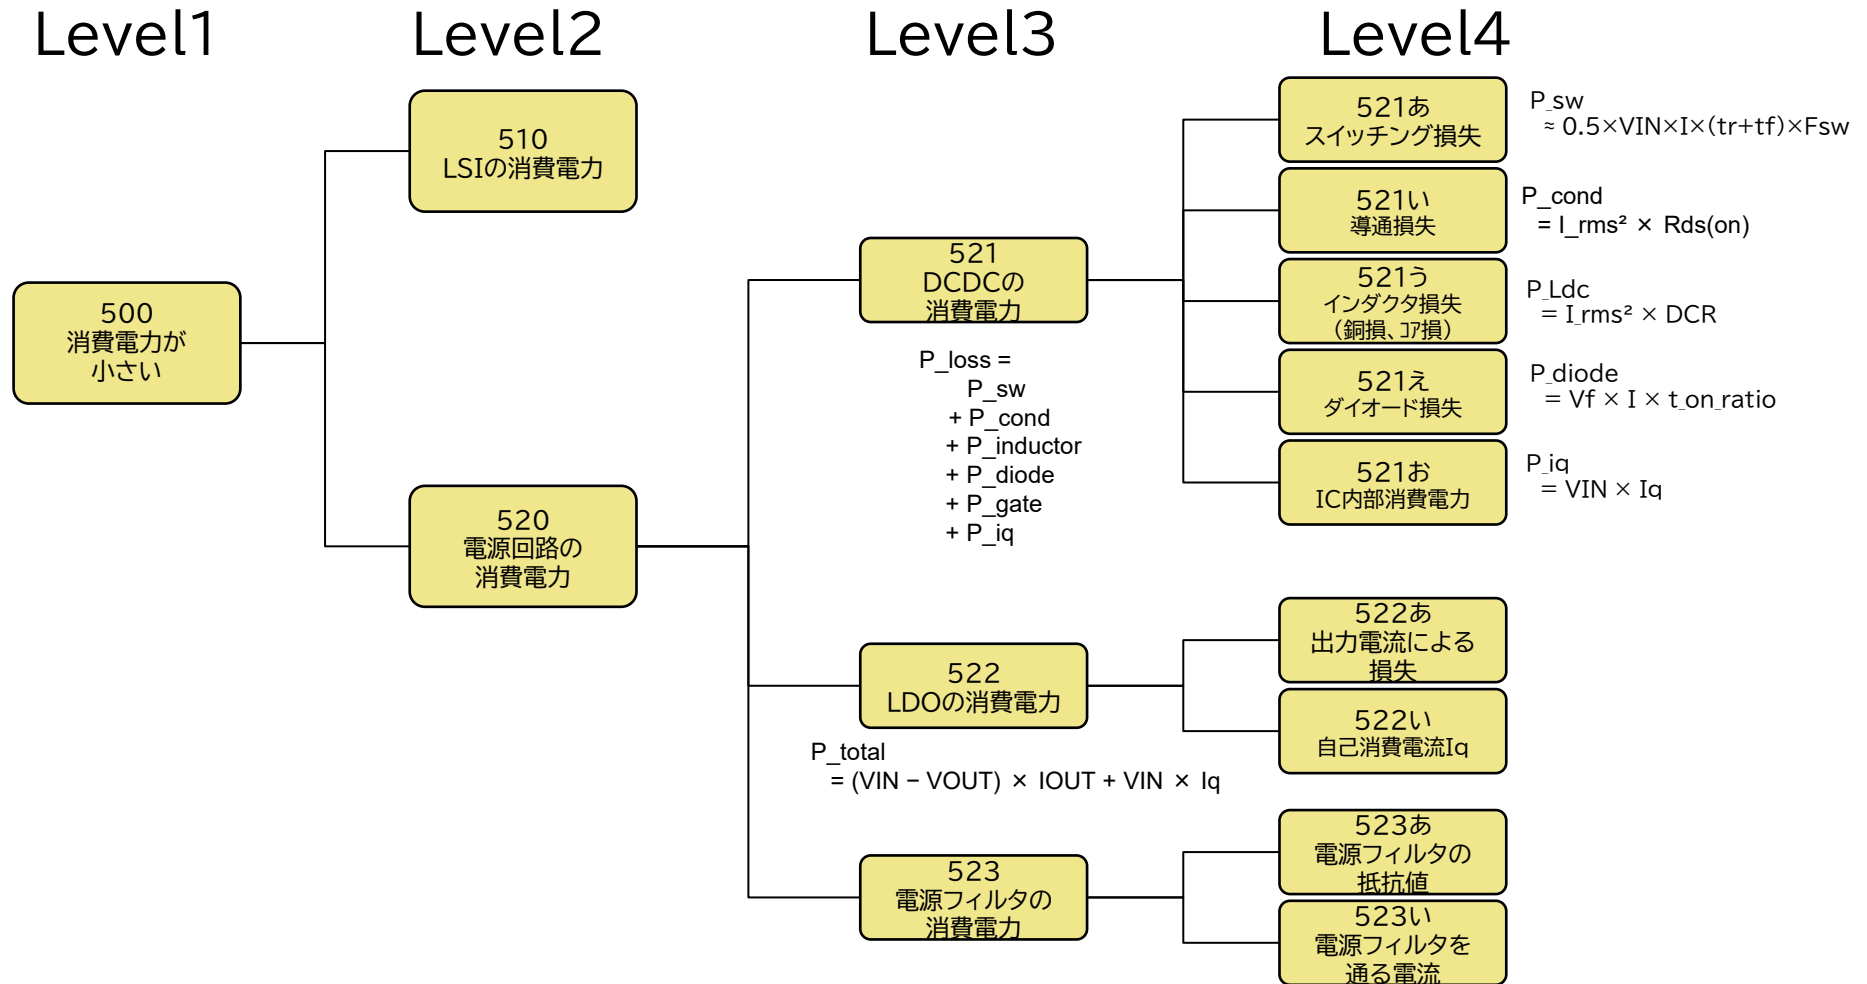 Level1
Level2
Level3
Level4
500
消費電力が
小さい
510
LSIの消費電力
520
電源回路の
消費電力
521
DCDCの
消費電力
P_loss =
P_sw
+ P_cond
+ P_inductor
+ P_diode
+ P_gate
+ P_iq
521あ
スイッチング損失
P_sw
≈ 0.5×VIN×I×(tr+tf)×Fsw
521い
導通損失
P_cond
= I_rms² × Rds(on)
521う
インダクタ損失
（銅損、ｺｱ損）
P_Ldc
= I_rms² × DCR
521え
ダイオード損失
P_diode
= Vf × I × t_on_ratio
521お
IC内部消費電力
P_iq
= VIN × Iq
522
LDOの消費電力
P_total
= (VIN − VOUT) × IOUT + VIN × Iq
522あ
出力電流による
損失
522い
自己消費電流Iq
523
電源フィルタの
消費電力
523あ
電源フィルタの
抵抗値
523い
電源フィルタを
通る電流